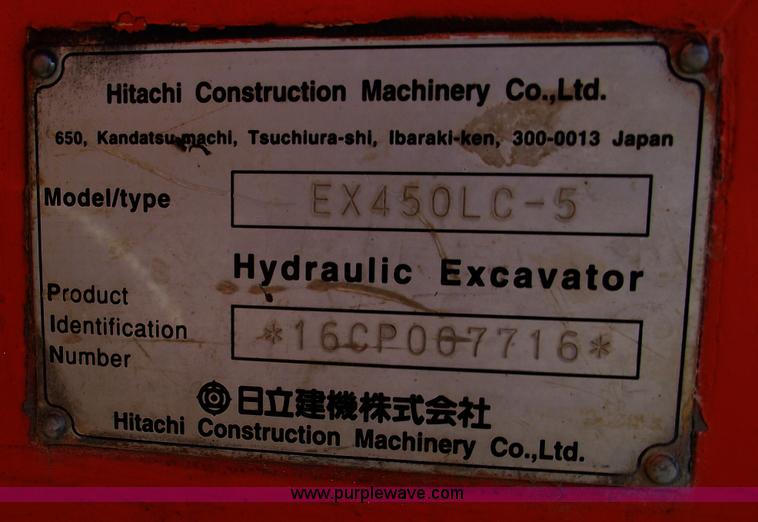 Hitachi Construction Machinery Co.,Ltd.
650, Kandatsu-machi, Tsuchiura-shi, Ibaraki-ken, 300-0013 Japan
Model/type EX450LC-5
Hydraulic Excavator
Product
Identification
Number
*16CP007716*
日立建機株式会社
Hitachi Construction Machinery Co.,Ltd.
www.purplewave.com